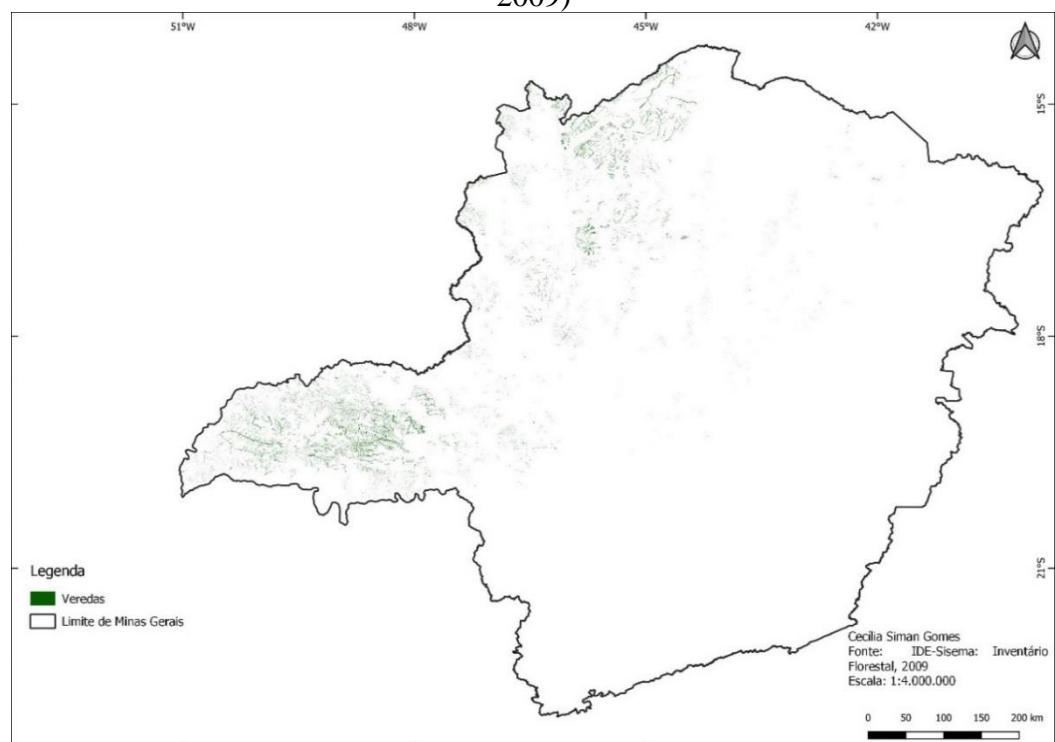 2009)
51°W
48°W
45°W
42°W
15°S
18°S
21°S
Legenda
Veredas
Limite de Minas Gerais
Cecília Siman Gomes
Fonte: IDE-Sisema: Inventário
Florestal, 2009
Escala: 1:4.000.000
0 50 100 150 200 km